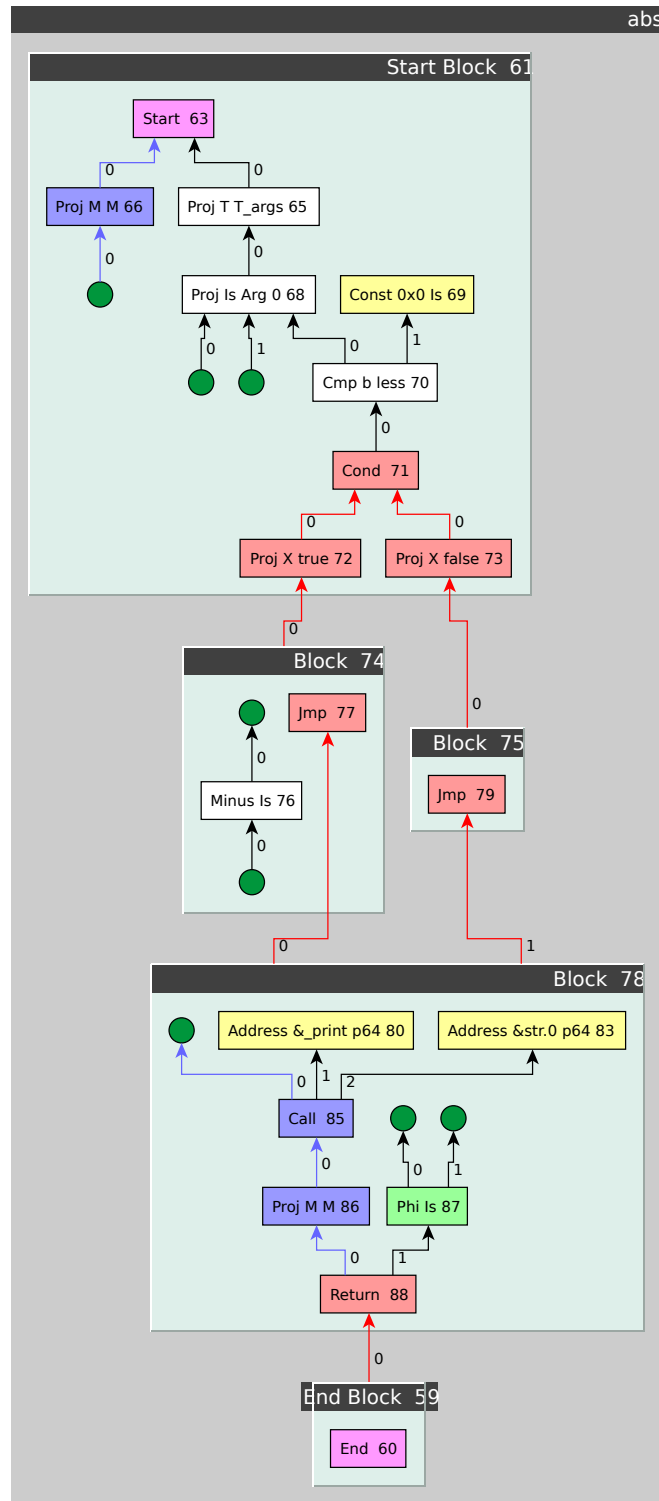 abs
Start Block 61
Start 63
0
0
Proj M M 66
Proj T T_args 65
0
0
Proj Is Arg 0 68
Const 0x0 Is 69
0
1
0
1
Cmp b less 70
0
Cond 71
0
0
Proj X true 72
Proj X false 73
0
0
Block 74
Jmp 77
0
Minus Is 76
0
Block 75
Jmp 79
0
1
Block 78
Address &_print p64 80
Address &str.0 p64 83
0
1
2
Call 85
0
0
1
Proj M M 86
Phi Is 87
0
1
Return 88
0
End Block 59
End 60